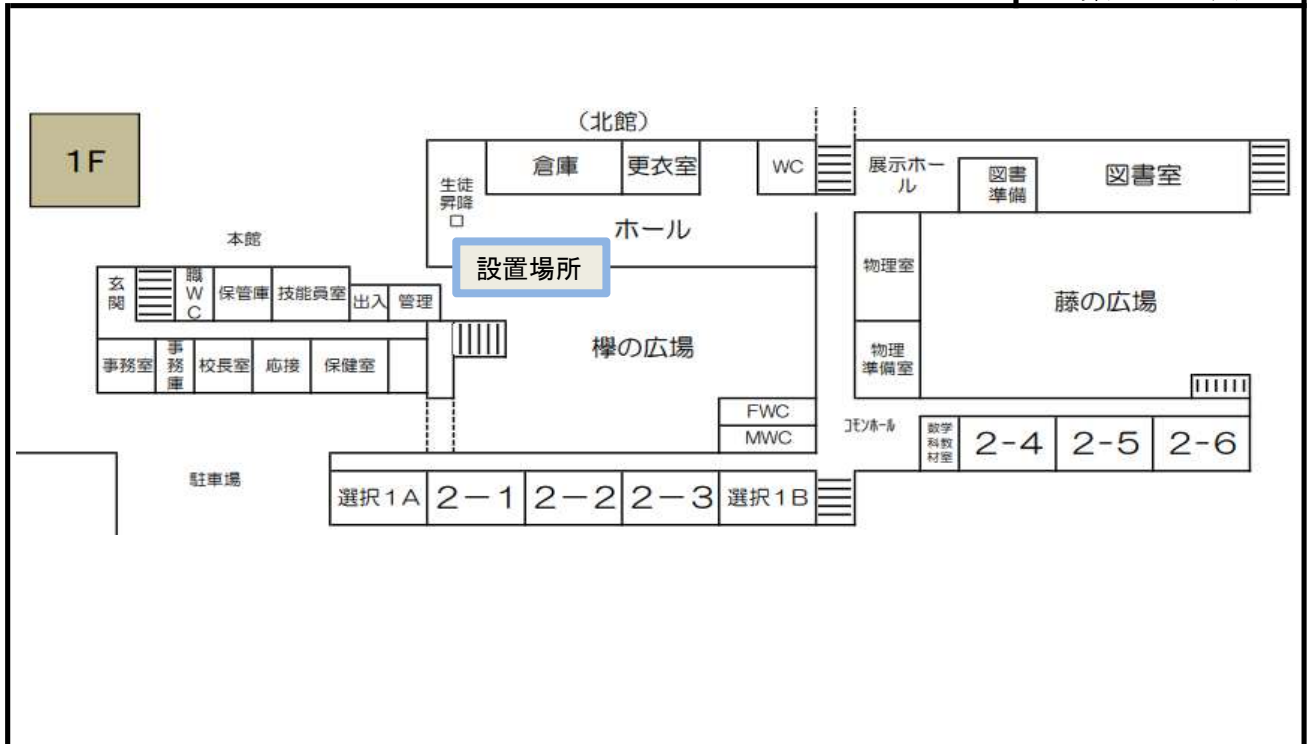 (北館)
1F
倉庫
更衣室
WC
展示ホー
ル
図書
準備
図書室
生徒
昇降
口
ホール
本館
設置場所
物理室
藤の広場
玄
関
職
W
C
保管庫
技能員室
出入
管理
欅の広場
事務室
事
務
庫
校長室
応接
保健室
物理
準備室
FWC
MWC
コモンホール
数学
科教
材室
2-4
2-5
2-6
駐車場
選択1A
2-1
2-2
2-3
選択1B